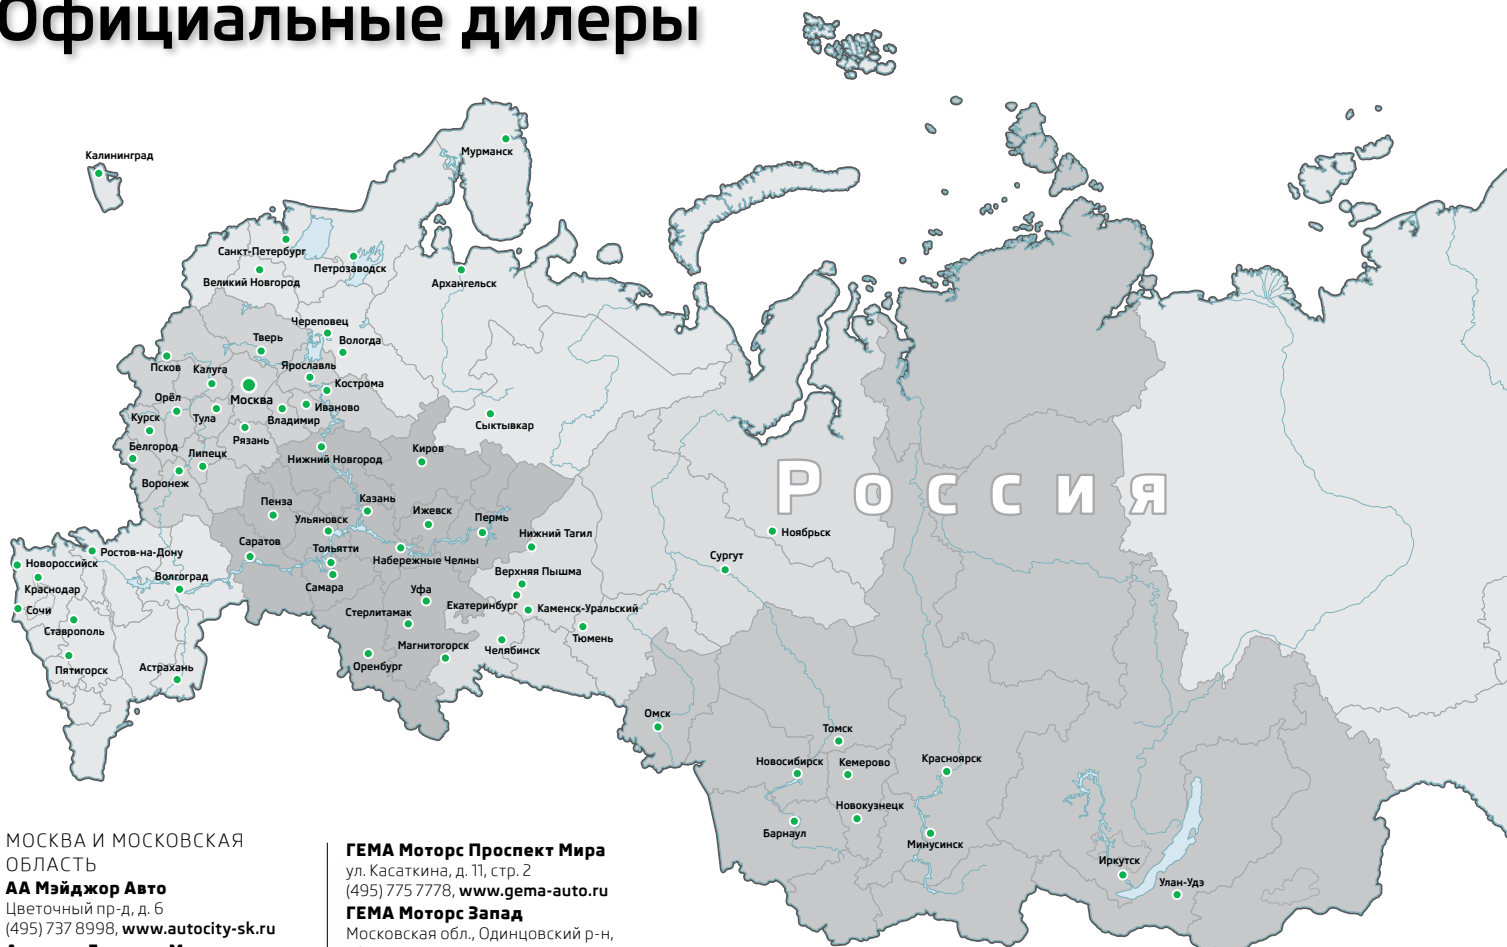 Официальные дилеры
Калининград
Мурманск
Санкт-Петербург
Петрозаводск
Великий Новгород
Архангельск
Череповец
Тверь
Вологда
Псков
Калуга
Ярославль
Кострома
Орёл
Москва
Иваново
Курск
Тула
Владимир
Сыктывкар
Рязань
Белгород
Липецк
Нижний Новгород
Киров
Воронеж
Россия
Пенза
Казань
Ульяновск
Ижевск
Пермь
Нижний Тагил
Ноябрьск
Саратов
Тольятти
Набережные Челны
Сургут
Ростов-на-Дону
Новороссийск
Волгоград
Верхняя Пышма
Краснодар
Самара
Уфа
Екатеринбург
Каменск-Уральский
Сочи
Стерлитамак
Ставрополь
Тюмень
Магнитогорск
Челябинск
Пятигорск
Астрахань
Оренбург
Омск
Томск
Новосибирск
Кемерово
Красноярск
Новокузнецк
Барнаул
Минусинск
Иркутск
Улан-Удэ
МОСКВА И МОСКОВСКАЯ
ОБЛАСТЬ
АА Мэйджор Авто
Цветочный пр-д, д. 6
(495) 737 8998, www.autocity-sk.ru
ГЕМА Моторс Проспект Мира
ул. Касаткина, д. 11, стр. 2
(495) 775 7778, www.gema-auto.ru
ГЕМА Моторс Запад
Московская обл., Одинцовский р-н,